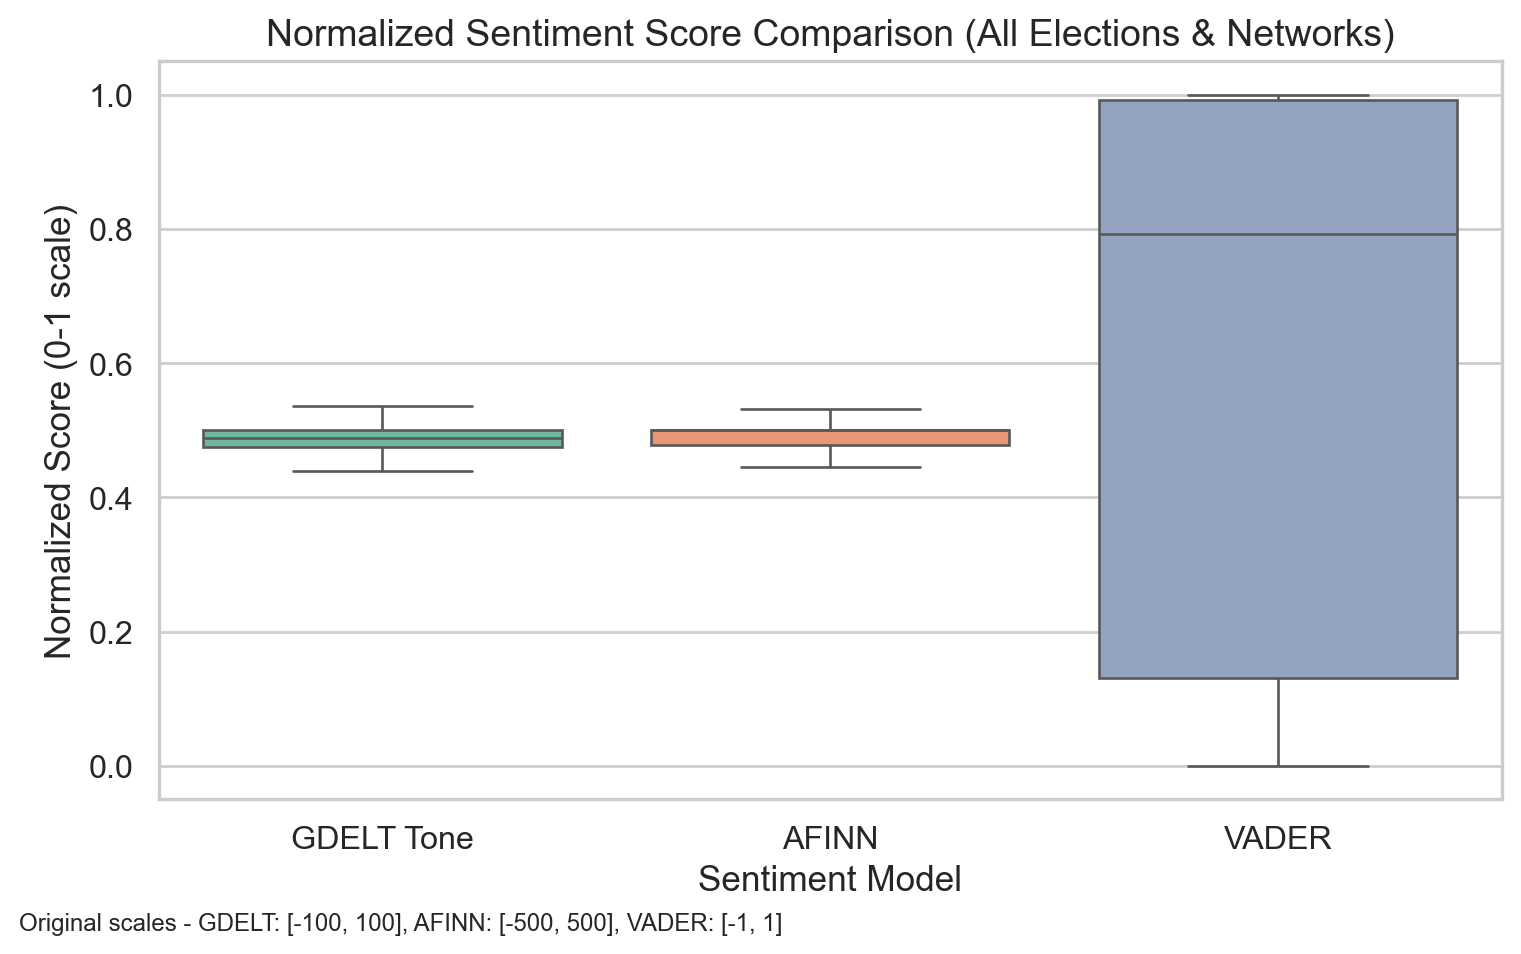 Normalized Sentiment Score Comparison (All Elections & Networks)
Normalized Score (0-1 scale)
1.0
0.8
0.6
0.4
0.2
0.0
GDELT Tone
AFINN
VADER
Sentiment Model
Original scales - GDELT: [-100, 100], AFINN: [-500, 500], VADER: [-1, 1]